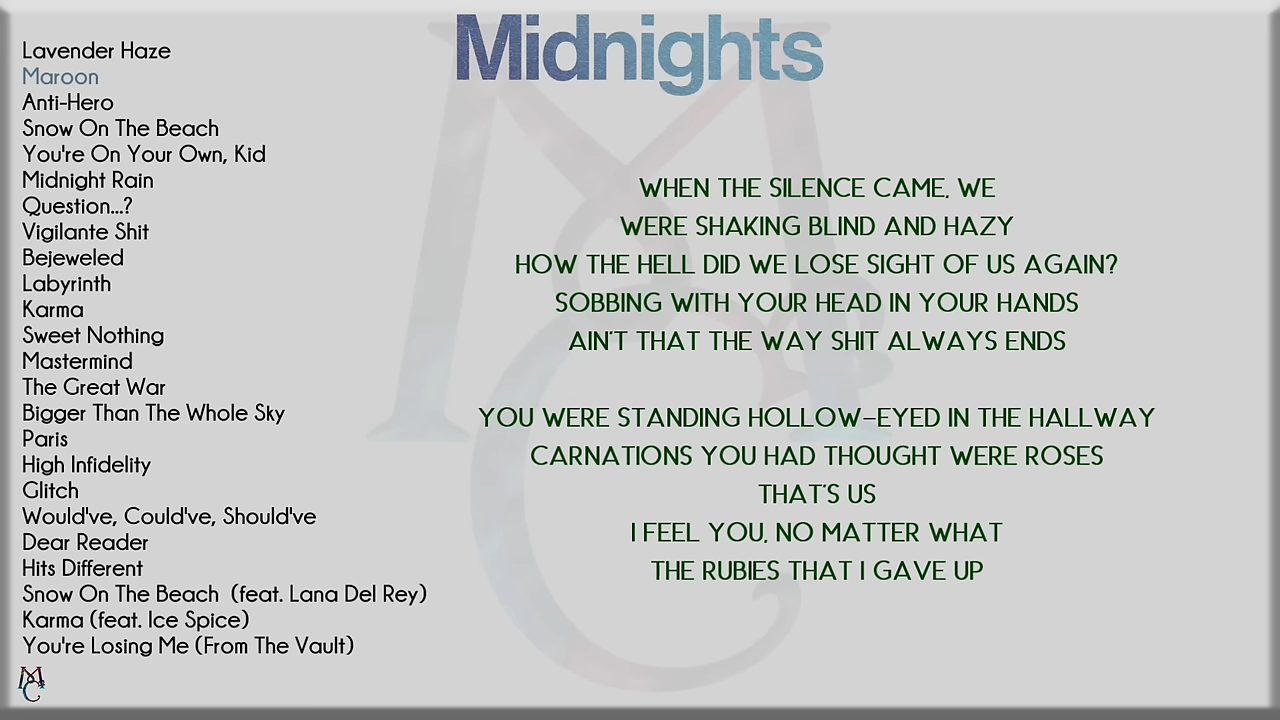 Midnights
Lavender Haze
Maroon
Anti-Hero
Snow On The Beach
You're On Your Own, Kid
Midnight Rain
Question...?
Vigilante Shit
Bejeweled
Labyrinth
Karma
Sweet Nothing
Mastermind
The Great War
Bigger Than The Whole Sky
Paris
High Infidelity
Glitch
Would've, Could've, Should've
Dear Reader
Hits Different
Snow On The Beach (feat. Lana Del Rey)
Karma (feat. Ice Spice)
You're Losing Me (From The Vault)
WHEN THE SILENCE CAME, WE
WERE SHAKING BLIND AND HAZY
HOW THE HELL DID WE LOSE SIGHT OF US AGAIN?
SOBBING WITH YOUR HEAD IN YOUR HANDS
AIN'T THAT THE WAY SHIT ALWAYS ENDS
YOU WERE STANDING HOLLOW-EYED IN THE HALLWAY
CARNATIONS YOU HAD THOUGHT WERE ROSES
THAT'S US
I FEEL YOU, NO MATTER WHAT
THE RUBIES THAT I GAVE UP